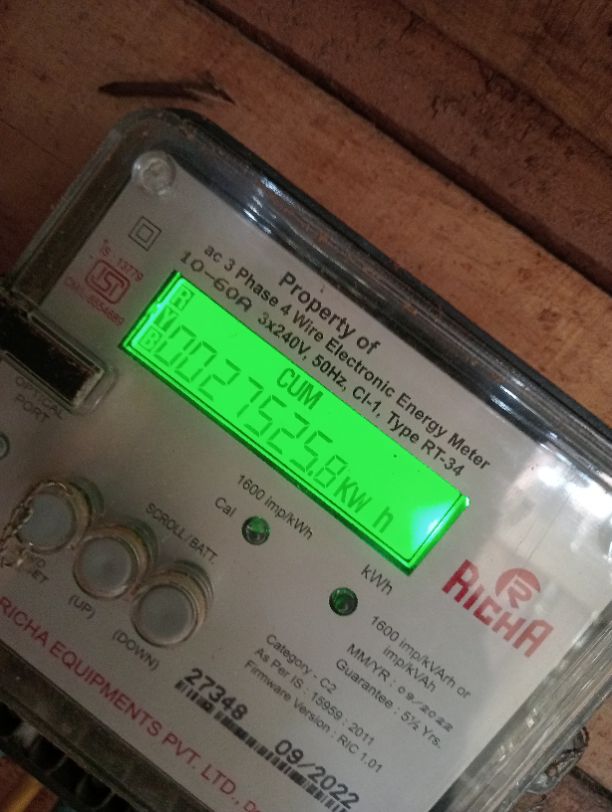 Property of
ac 3 Phase 4 Wire Electronic Energy Meter
10-60A 3x240V, 50Hz, Cl-1, Type RT-34
IS 13779
R
Y
B
CUM
0027525.8 kW h
OPTICAL
PORT
1600 imp/kWh
Cal
kWh
SCROLL/BATT.
(UP)
(DOWN)
R
RICHA
1600 imp/kVArh or
imp/kVAh
MM/YR : 09/2022
Guarantee : 5½ Yrs.
Category - C2
As Per IS : 15959 : 2011
Firmware Version : RIC 1.01
27348 09/2022
RICHA EQUIPMENTS PVT. LTD.,